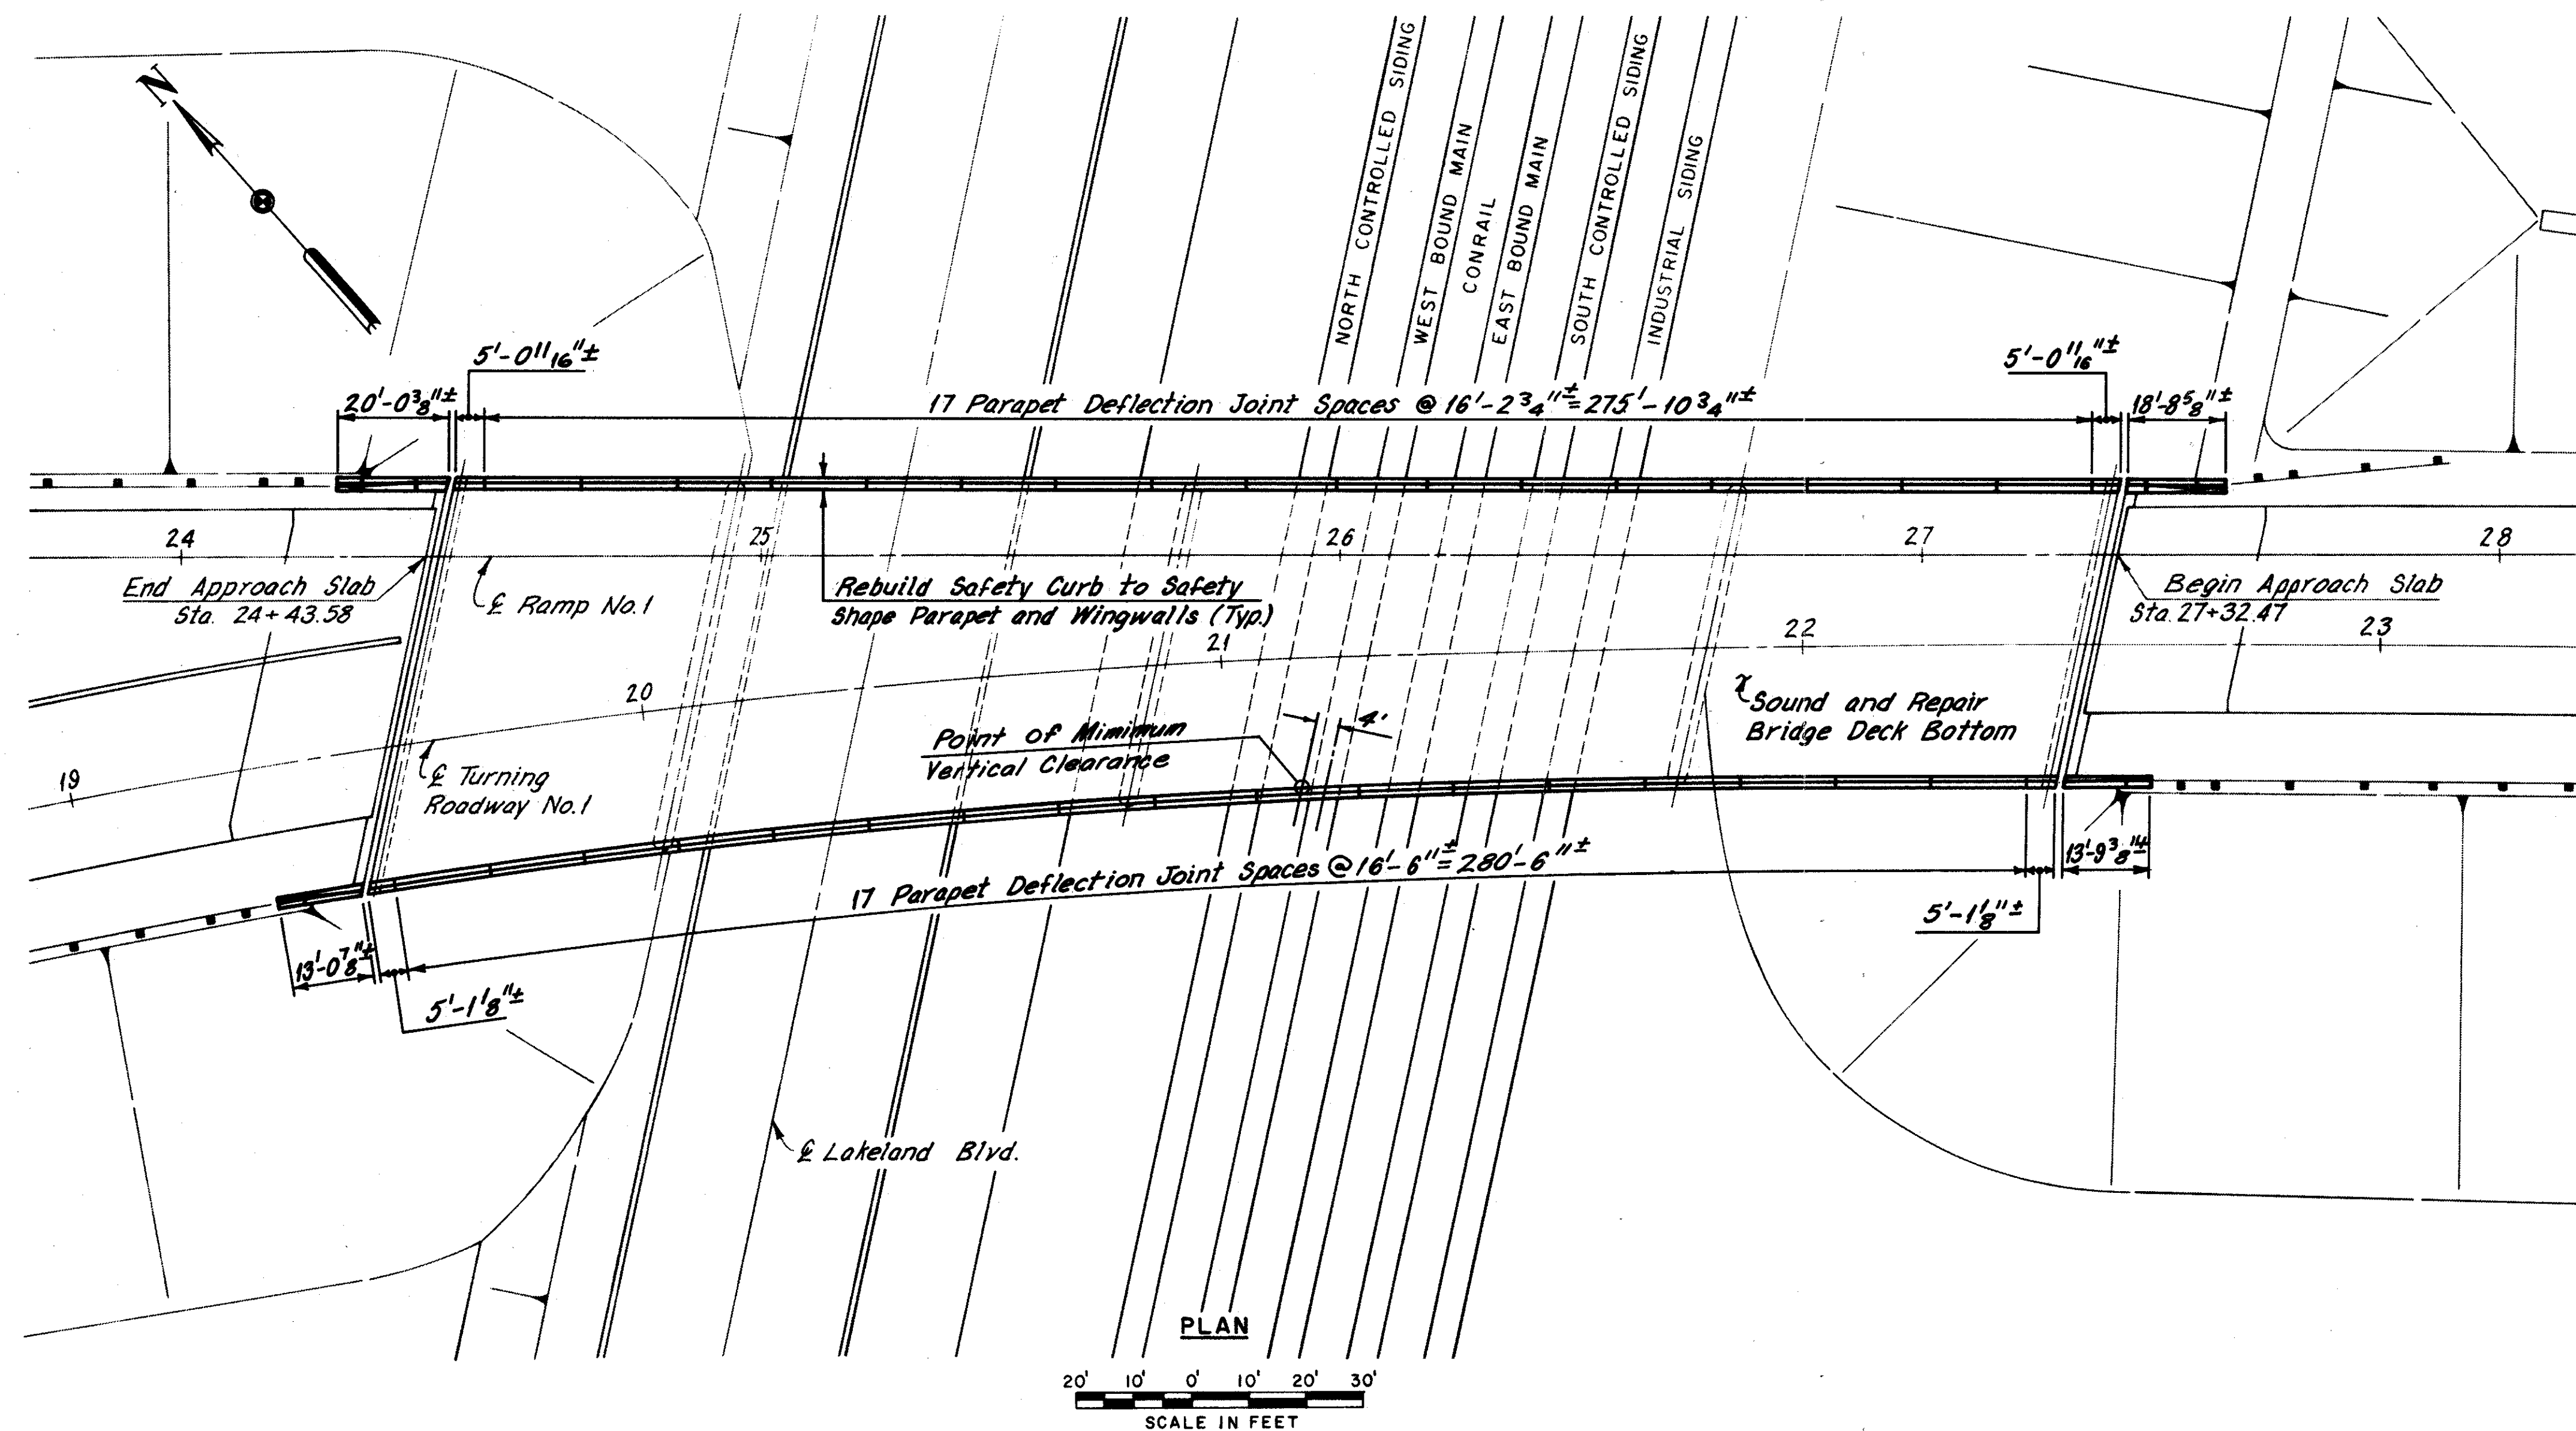 N
NORTH CONTROLLED SIDING
WEST BOUND MAIN
CONRAIL
EAST BOUND MAIN
SOUTH CONTROLLED SIDING
INDUSTRIAL SIDING
5'-0 11/16"±
5'-0 11/16"±
20'-0 3/8"±
17 Parapet Deflection Joint Spaces @ 16'-2 3/4"± = 275'-10 3/4"±
18'-8 5/8"±
24
25
26
27
28
End Approach Slab
Sta. 24+43.58
℄ Ramp No.1
Rebuild Safety Curb to Safety
Shape Parapet and Wingwalls (Typ.)
Begin Approach Slab
Sta. 27+32.47
19
20
21
22
23
℄ Turning
Roadway No.1
Point of Mimimum
Vertical Clearance
4'
Sound and Repair
Bridge Deck Bottom
17 Parapet Deflection Joint Spaces @ 16'-6"± = 280'-6"±
13'-9 3/8"±
5'-1 1/8"±
13'-0 7/8"±
5'-1 1/8"±
℄ Lakeland Blvd.
PLAN
20' 10' 0' 10' 20' 30'
SCALE IN FEET